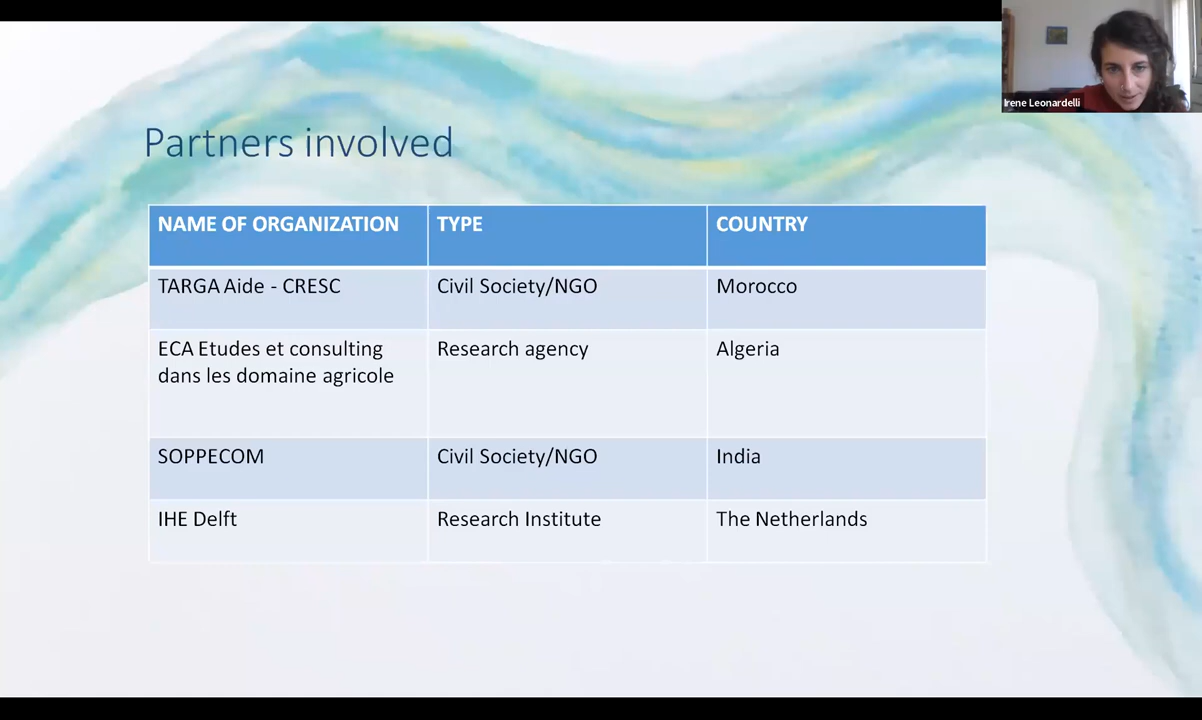 Irene Leonardelli
Partners involved
NAME OF ORGANIZATION TYPE COUNTRY
TARGA Aide - CRESC Civil Society/NGO Morocco
ECA Etudes et consulting Research agency Algeria
dans les domaine agricole
SOPPECOM Civil Society/NGO India
IHE Delft Research Institute The Netherlands